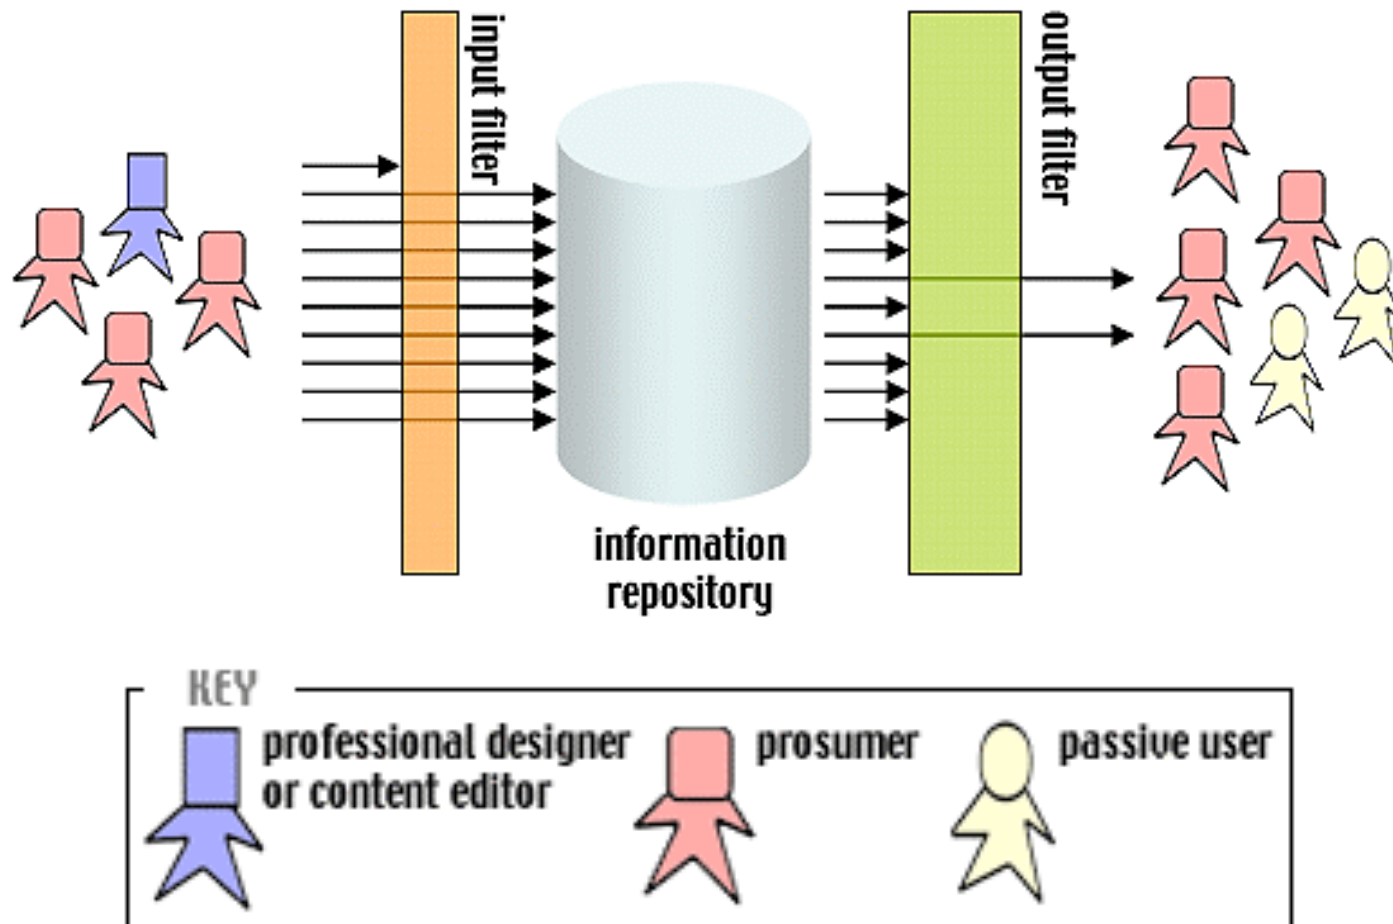 input filter
output filter
information
repository
KEY
professional designer
or content editor
prosumer
passive user